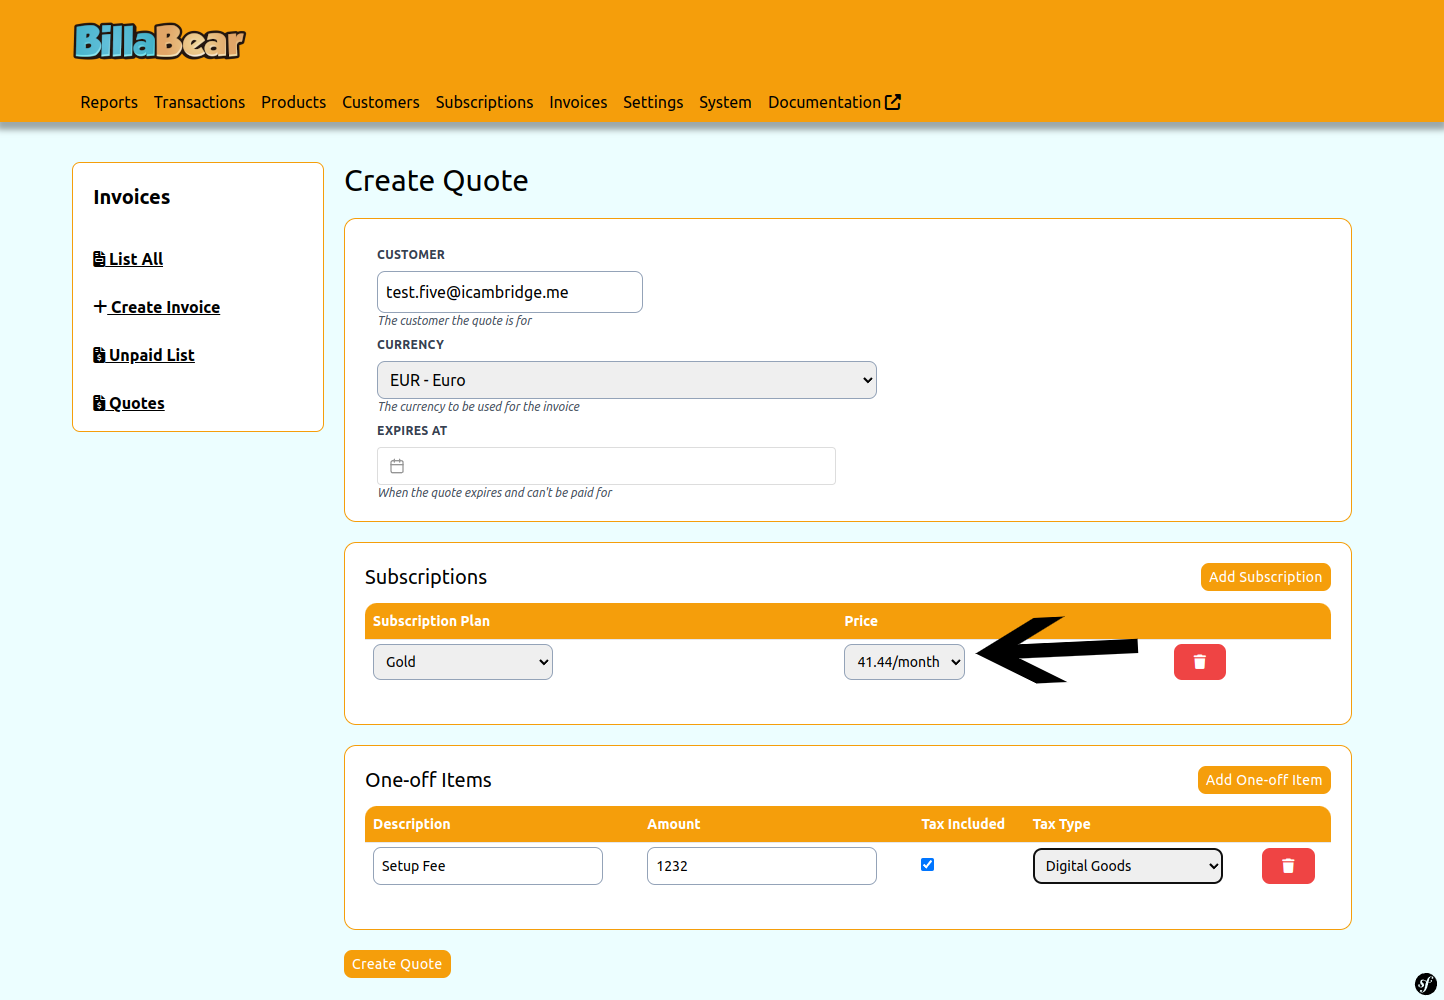 BillaBear
Reports Transactions Products Customers Subscriptions Invoices Settings System Documentation
Invoices
List All
Create Invoice
Unpaid List
Quotes
Create Quote
CUSTOMER
test.five@icambridge.me
The customer the quote is for
CURRENCY
EUR - Euro
The currency to be used for the invoice
EXPIRES AT
When the quote expires and can't be paid for
Subscriptions Add Subscription
Subscription Plan Price
Gold 41.44/month
One-off Items Add One-off Item
Description Amount Tax Included Tax Type
Setup Fee 1232 Digital Goods
Create Quote
sf